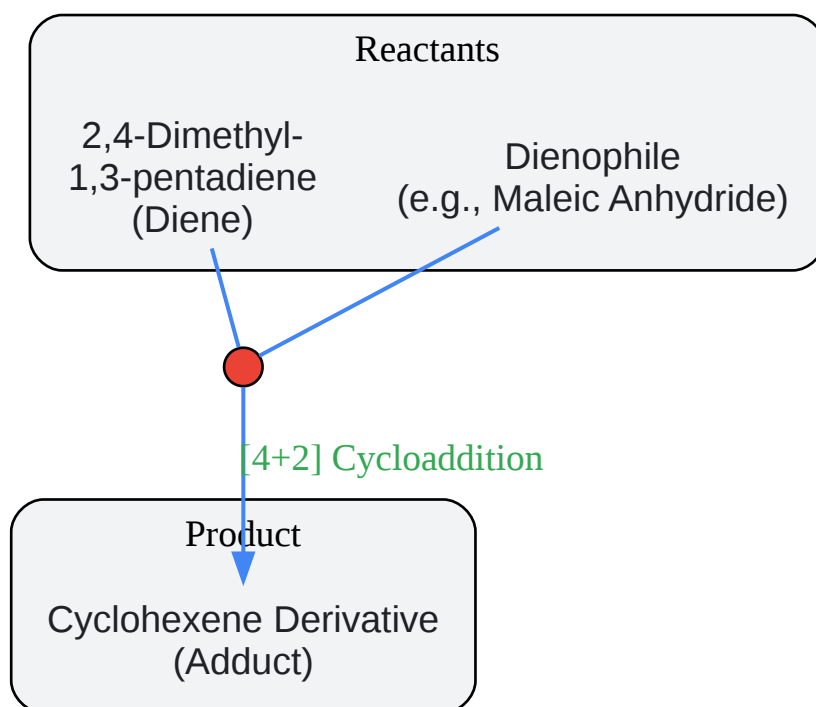 Reactants
2,4-Dimethyl-
1,3-pentadiene
(Diene)
Dienophile
(e.g., Maleic Anhydride)
[4+2] Cycloaddition
Product
Cyclohexene Derivative
(Adduct)